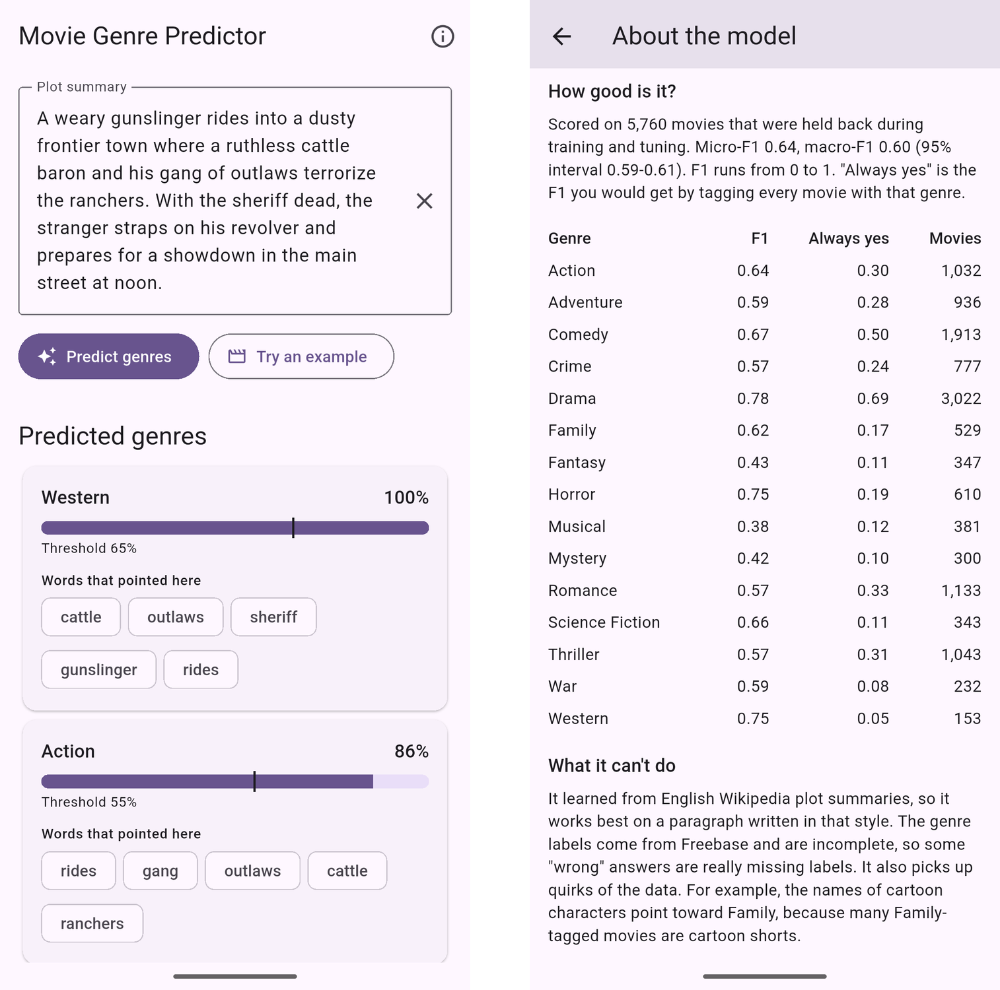 Movie Genre Predictor
Plot summary
A weary gunslinger rides into a dusty
frontier town where a ruthless cattle
baron and his gang of outlaws terrorize
the ranchers. With the sheriff dead, the
stranger straps on his revolver and
prepares for a showdown in the main
street at noon.
Predict genres
Try an example
Predicted genres
Western 100%
Threshold 65%
Words that pointed here
cattle outlaws sheriff
gunslinger rides
Action 86%
Threshold 55%
Words that pointed here
rides gang outlaws cattle
ranchers
About the model
How good is it?
Scored on 5,760 movies that were held back during
training and tuning. Micro-F1 0.64, macro-F1 0.60 (95%
interval 0.59-0.61). F1 runs from 0 to 1. "Always yes" is the
F1 you would get by tagging every movie with that genre.
Genre F1 Always yes Movies
Action 0.64 0.30 1,032
Adventure 0.59 0.28 936
Comedy 0.67 0.50 1,913
Crime 0.57 0.24 777
Drama 0.78 0.69 3,022
Family 0.62 0.17 529
Fantasy 0.43 0.11 347
Horror 0.75 0.19 610
Musical 0.38 0.12 381
Mystery 0.42 0.10 300
Romance 0.57 0.33 1,133
Science Fiction 0.66 0.11 343
Thriller 0.57 0.31 1,043
War 0.59 0.08 232
Western 0.75 0.05 153
What it can't do
It learned from English Wikipedia plot summaries, so it
works best on a paragraph written in that style. The genre
labels come from Freebase and are incomplete, so some
"wrong" answers are really missing labels. It also picks up
quirks of the data. For example, the names of cartoon
characters point toward Family, because many Family-
tagged movies are cartoon shorts.